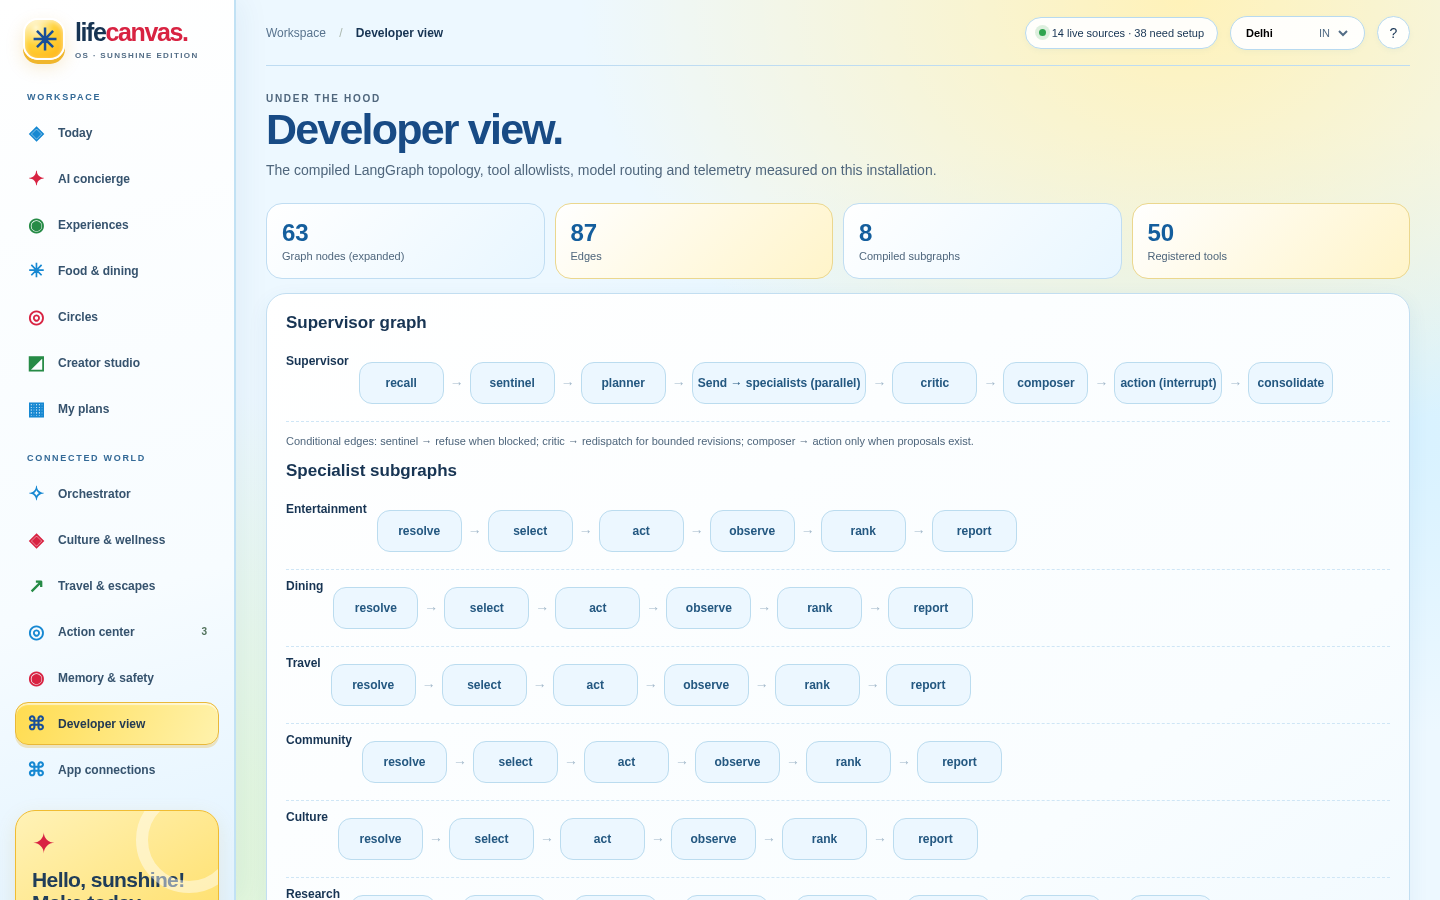 lifecanvas.
OS · SUNSHINE EDITION
WORKSPACE
Today
AI concierge
Experiences
Food & dining
Circles
Creator studio
My plans
CONNECTED WORLD
Orchestrator
Culture & wellness
Travel & escapes
Action center 3
Memory & safety
Developer view
App connections
Hello, sunshine!
Make today
Workspace / Developer view
14 live sources · 38 need setup
Delhi IN
?
UNDER THE HOOD
Developer view.
The compiled LangGraph topology, tool allowlists, model routing and telemetry measured on this installation.
63
Graph nodes (expanded)
87
Edges
8
Compiled subgraphs
50
Registered tools
Supervisor graph
Supervisor
recall → sentinel → planner → Send → specialists (parallel) → critic → composer → action (interrupt) → consolidate
Conditional edges: sentinel → refuse when blocked; critic → redispatch for bounded revisions; composer → action only when proposals exist.
Specialist subgraphs
Entertainment
resolve → select → act → observe → rank → report
Dining
resolve → select → act → observe → rank → report
Travel
resolve → select → act → observe → rank → report
Community
resolve → select → act → observe → rank → report
Culture
resolve → select → act → observe → rank → report
Research